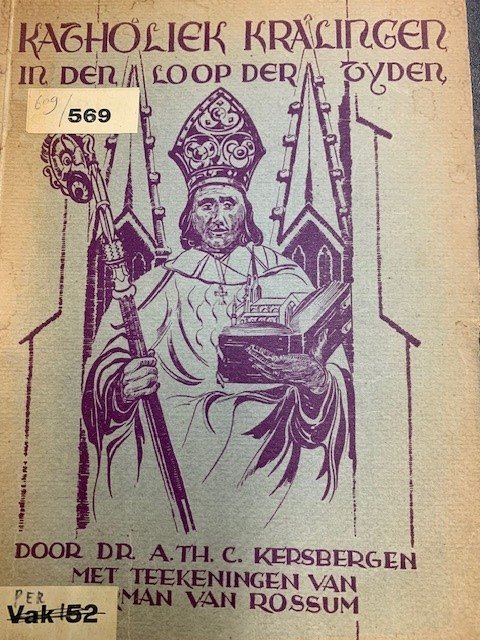 KATHOLIEK KRALINGEN
IN DEN LOOP DER TYDEN
609/569
DOOR DR. A. TH. C. KERSBERGEN
MET TEEKENINGEN VAN
MAN VAN ROSSUM
PER
Vak 52